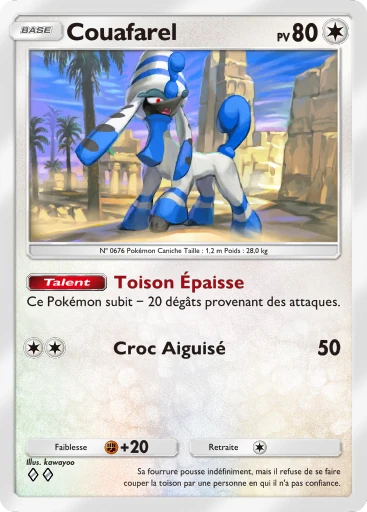 BASE Couafarel PV 80
N° 0676 Pokémon Caniche Taille : 1,2 m Poids : 28,0 kg
Talent Toison Épaisse
Ce Pokémon subit − 20 dégâts provenant des attaques.
Croc Aiguisé 50
Faiblesse +20 Retraite
Illus. kawayoo
Sa fourrure pousse indéfiniment, mais il refuse de se faire
couper la toison par une personne en qui il n'a pas confiance.